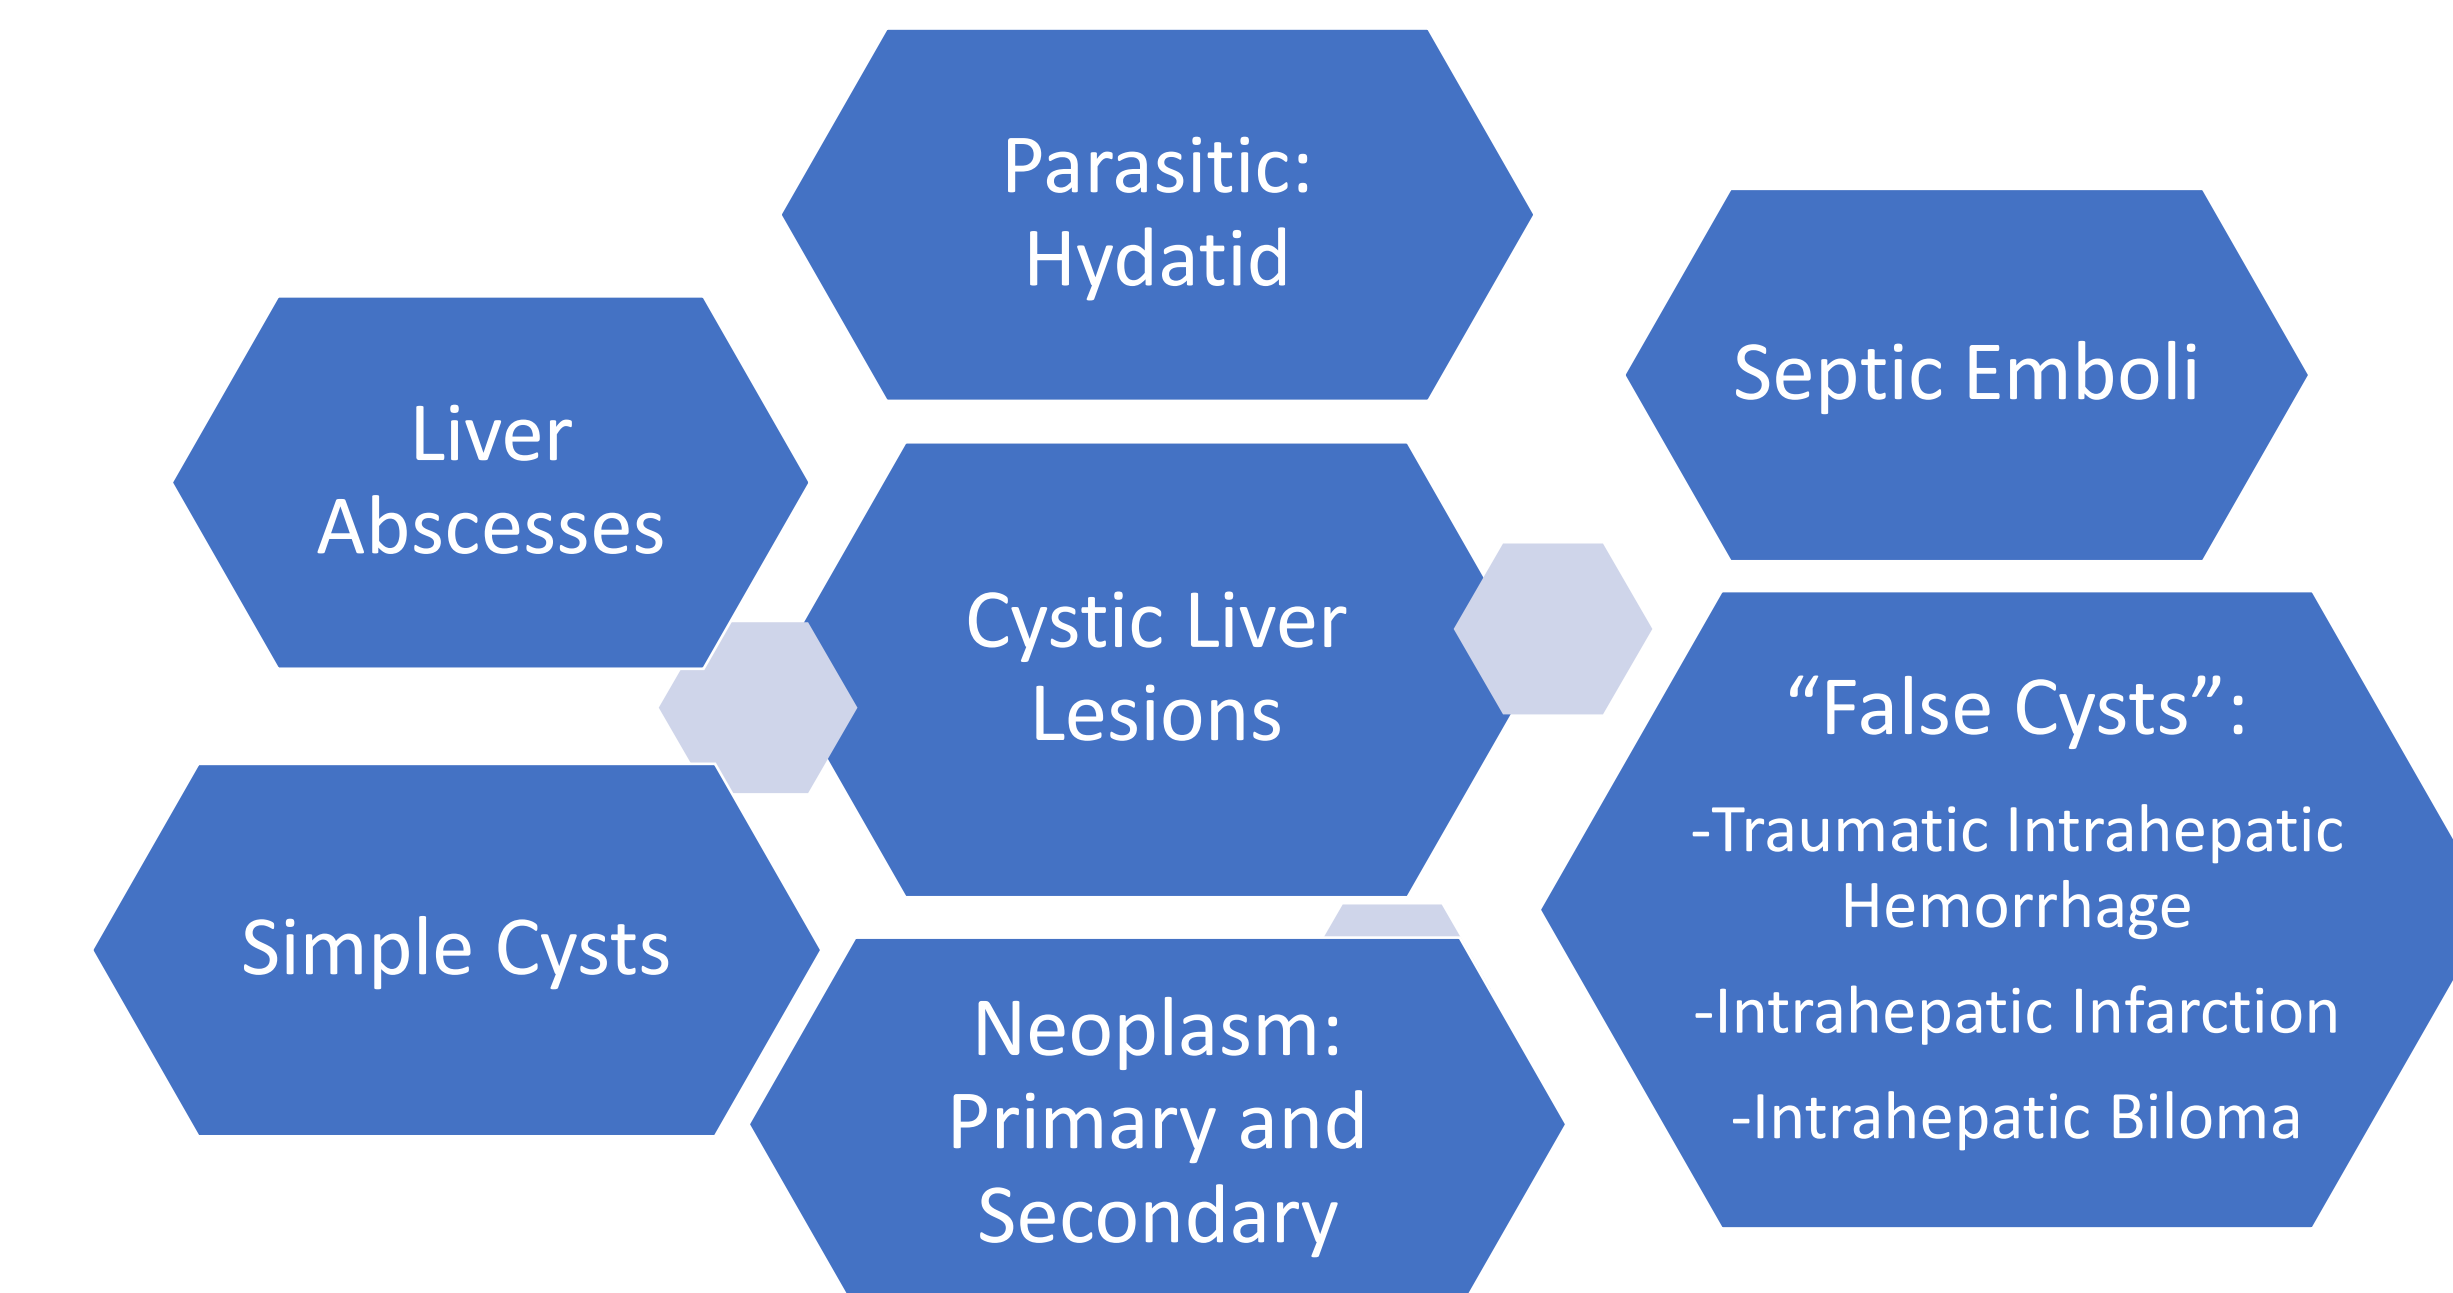 Parasitic:
Hydatid
Septic Emboli
Liver
Abscesses
Cystic Liver
Lesions
“False Cysts”:
-Traumatic Intrahepatic
Hemorrhage
-Intrahepatic Infarction
-Intrahepatic Biloma
Simple Cysts
Neoplasm:
Primary and
Secondary